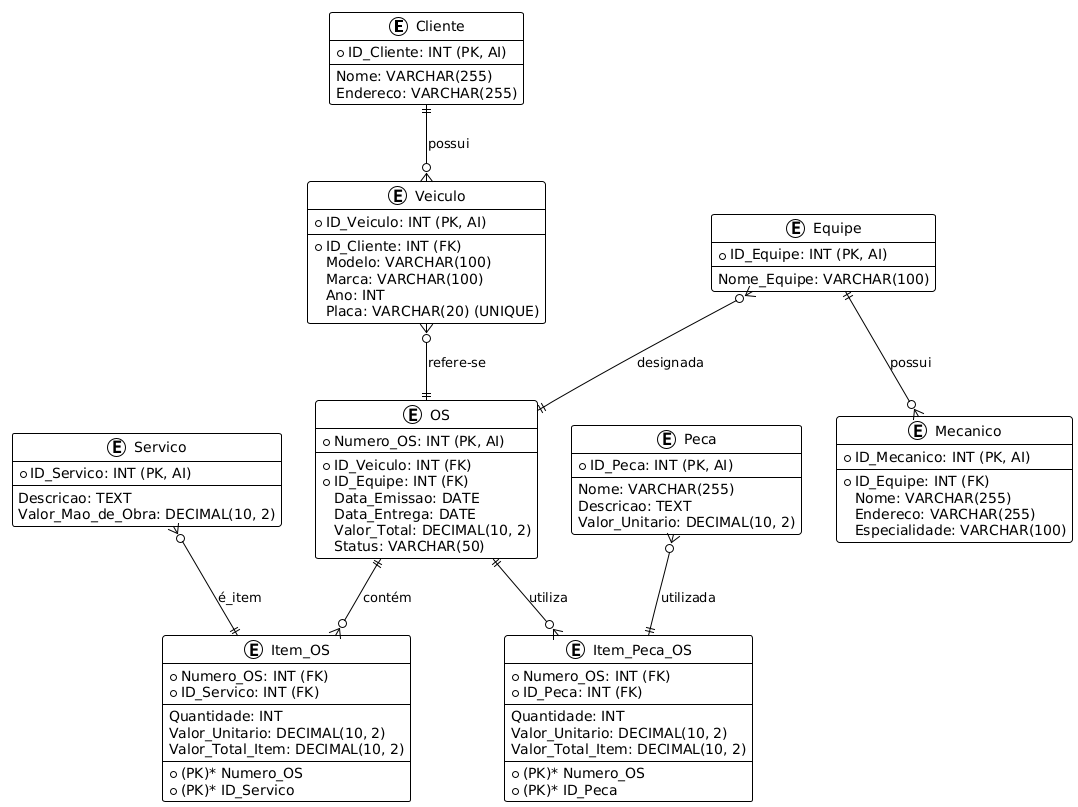 E Cliente
ID_Cliente: INT (PK, AI)
Nome: VARCHAR(255)
Endereco: VARCHAR(255)
possui
E Veiculo
ID_Veiculo: INT (PK, AI)
ID_Cliente: INT (FK)
Modelo: VARCHAR(100)
Marca: VARCHAR(100)
Ano: INT
Placa: VARCHAR(20) (UNIQUE)
E Equipe
ID_Equipe: INT (PK, AI)
Nome_Equipe: VARCHAR(100)
refere-se
designada
possui
E OS
Numero_OS: INT (PK, AI)
ID_Veiculo: INT (FK)
ID_Equipe: INT (FK)
Data_Emissao: DATE
Data_Entrega: DATE
Valor_Total: DECIMAL(10, 2)
Status: VARCHAR(50)
E Servico
ID_Servico: INT (PK, AI)
Descricao: TEXT
Valor_Mao_de_Obra: DECIMAL(10, 2)
E Peca
ID_Peca: INT (PK, AI)
Nome: VARCHAR(255)
Descricao: TEXT
Valor_Unitario: DECIMAL(10, 2)
E Mecanico
ID_Mecanico: INT (PK, AI)
ID_Equipe: INT (FK)
Nome: VARCHAR(255)
Endereco: VARCHAR(255)
Especialidade: VARCHAR(100)
é_item
contém
utiliza
utilizada
E Item_OS
Numero_OS: INT (FK)
ID_Servico: INT (FK)
Quantidade: INT
Valor_Unitario: DECIMAL(10, 2)
Valor_Total_Item: DECIMAL(10, 2)
(PK)* Numero_OS
(PK)* ID_Servico
E Item_Peca_OS
Numero_OS: INT (FK)
ID_Peca: INT (FK)
Quantidade: INT
Valor_Unitario: DECIMAL(10, 2)
Valor_Total_Item: DECIMAL(10, 2)
(PK)* Numero_OS
(PK)* ID_Peca